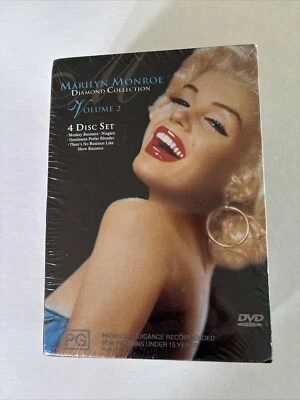 MARILYN MONROE
DIAMOND COLLECTION
VOLUME 2
4 DISC SET
• Monkey Business • Niagara
• Gentlemen Prefer Blondes
• There's No Business Like
Show Business
DVD
VIDEO
PG
PARENTAL GUIDANCE RECOMMENDED
FOR PERSONS UNDER 15 YEARS